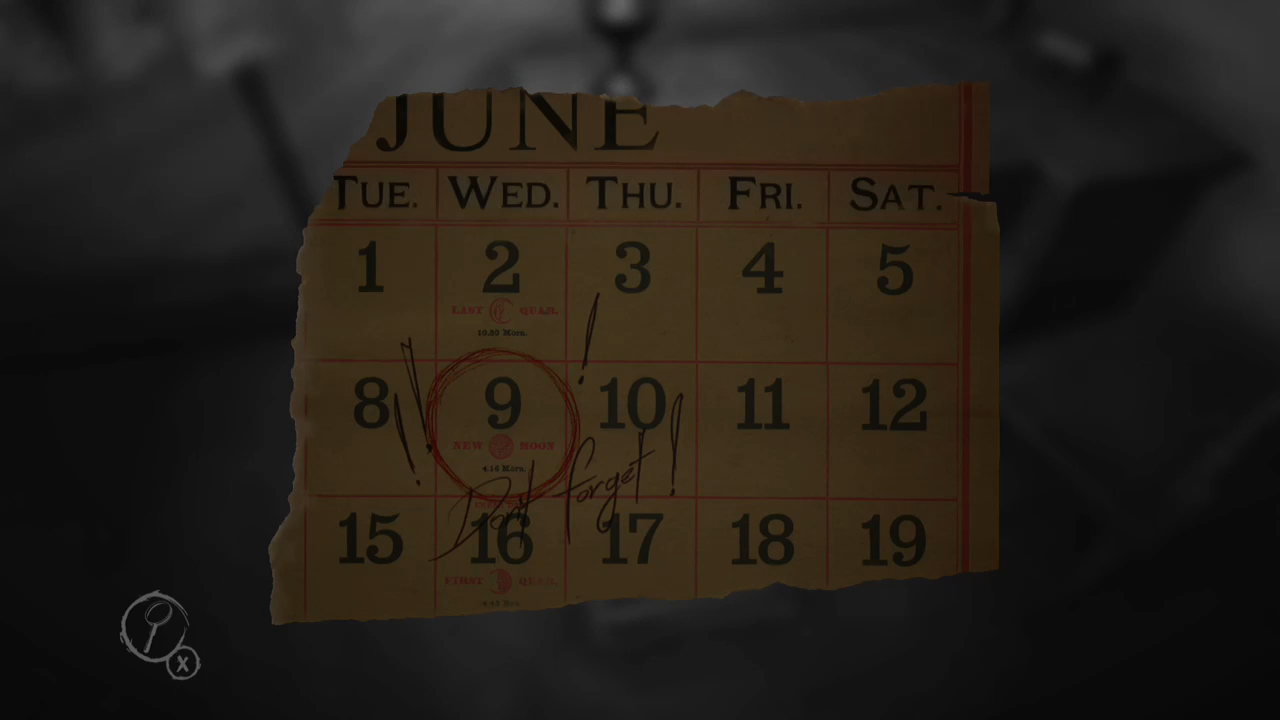 JUNE
TUE. WED. THU. FRI. SAT.
1 2 3 4 5
LAST QUAR.
10.20 Morn.
8 9 10 11 12
NEW MOON
4.16 Morn.
Don't forget!
15 16 17 18 19
FIRST QUAR.
X